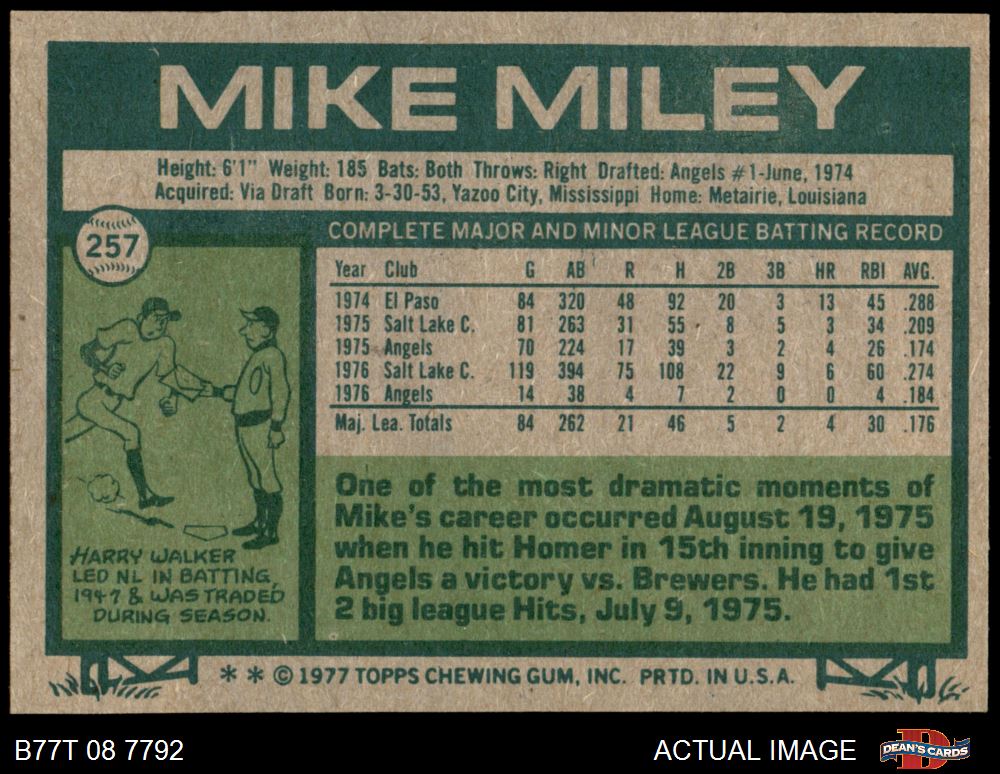 MIKE MILEY
Height: 6'1" Weight: 185 Bats: Both Throws: Right Drafted: Angels #1-June, 1974
Acquired: Via Draft Born: 3-30-53, Yazoo City, Mississippi Home: Metairie, Louisiana
257
COMPLETE MAJOR AND MINOR LEAGUE BATTING RECORD
Year Club G AB R H 2B 3B HR RBI AVG.
1974 El Paso 84 320 48 92 20 3 13 45 .288
1975 Salt Lake C. 81 263 31 55 8 5 3 34 .209
1975 Angels 70 224 17 39 3 2 4 26 .174
1976 Salt Lake C. 119 394 75 108 22 9 6 60 .274
1976 Angels 14 38 4 7 2 0 0 4 .184
Maj. Lea. Totals 84 262 21 46 5 2 4 30 .176
HARRY WALKER
LED NL IN BATTING,
1947 & WAS TRADED
DURING SEASON.
One of the most dramatic moments of
Mike's career occurred August 19, 1975
when he hit Homer in 15th inning to give
Angels a victory vs. Brewers. He had 1st
2 big league Hits, July 9, 1975.
** © 1977 TOPPS CHEWING GUM, INC. PRTD. IN U.S.A.
B77T 08 7792
ACTUAL IMAGE
DEAN'S CARDS